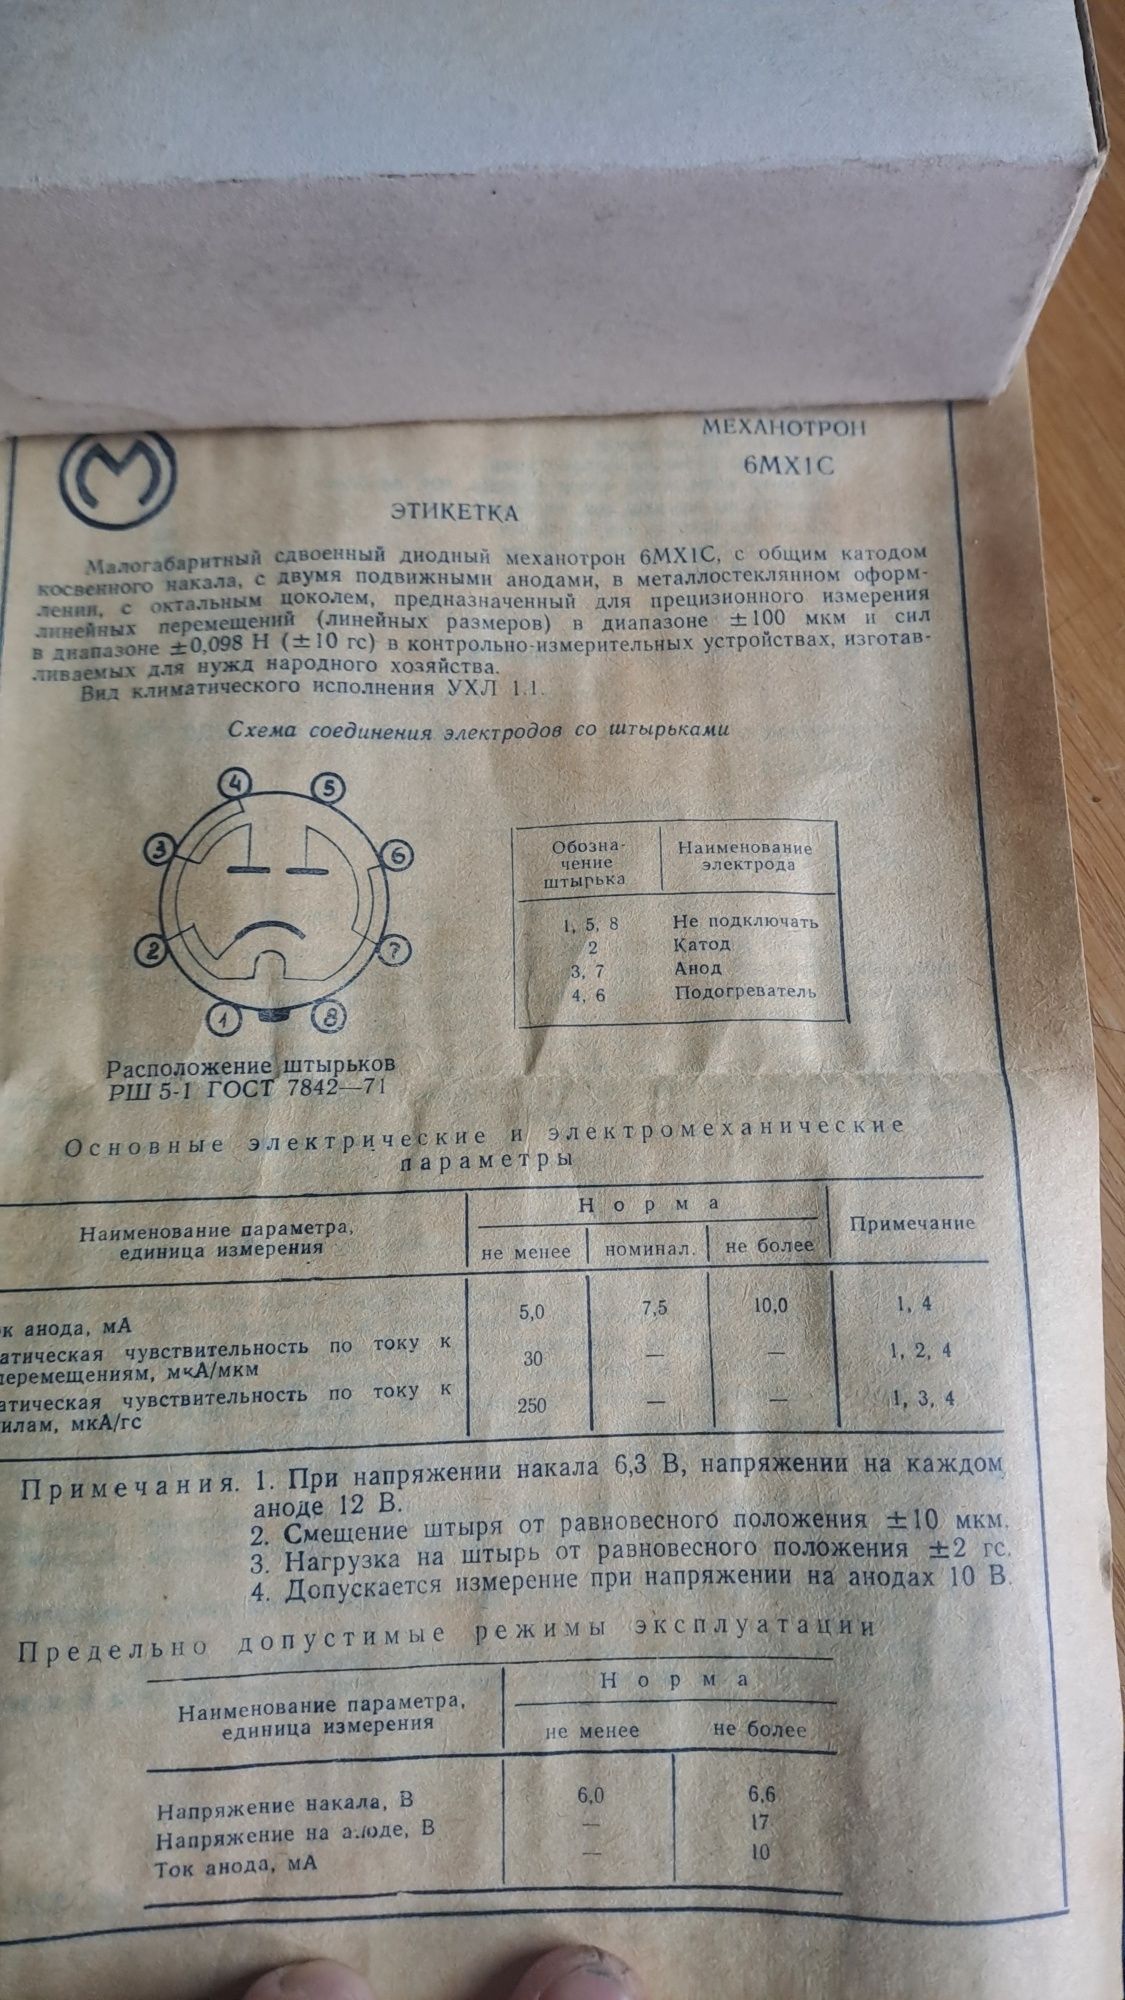 МЕХАНОТРОН
6МХ1С
ЭТИКЕТКА
Малогабаритный сдвоенный диодный механотрон 6МХ1С, с общим катодом
косвенного накала, с двумя подвижными анодами, в металлостеклянном оформ-
лении, с октальным цоколем, предназначенный для прецизионного измерения
линейных перемещений (линейных размеров) в диапазоне ±100 мкм и сил
в диапазоне ±0,098 Н (±10 гс) в контрольно-измерительных устройствах, изготав-
ливаемых для нужд народного хозяйства.
Вид климатического исполнения УХЛ 1.1.
Схема соединения электродов со штырьками
4 5
3 6
2 7
1 8
Расположение штырьков
РШ 5-1 ГОСТ 7842—71
Обозна- Наименование
чение электрода
штырька
1, 5, 8 Не подключать
2 Катод
3, 7 Анод
4, 6 Подогреватель
Основные электрические и электромеханические
параметры
Наименование параметра, Норма Примечание
единица измерения не менее номинал. не более
к анода, мА 5,0 7,5 10,0 1, 4
атическая чувствительность по току к
перемещениям, мкА/мкм 30 — — 1, 2, 4
атическая чувствительность по току к
илам, мкА/гс 250 — — 1, 3, 4
Примечания. 1. При напряжении накала 6,3 В, напряжении на каждом
аноде 12 В.
2. Смещение штыря от равновесного положения ±10 мкм.
3. Нагрузка на штырь от равновесного положения ±2 гс.
4. Допускается измерение при напряжении на анодах 10 В.
Предельно допустимые режимы эксплуатации
Наименование параметра, Норма
единица измерения не менее не более
Напряжение накала, В 6,0 6,6
Напряжение на аноде, В — 17
Ток анода, мА — 10